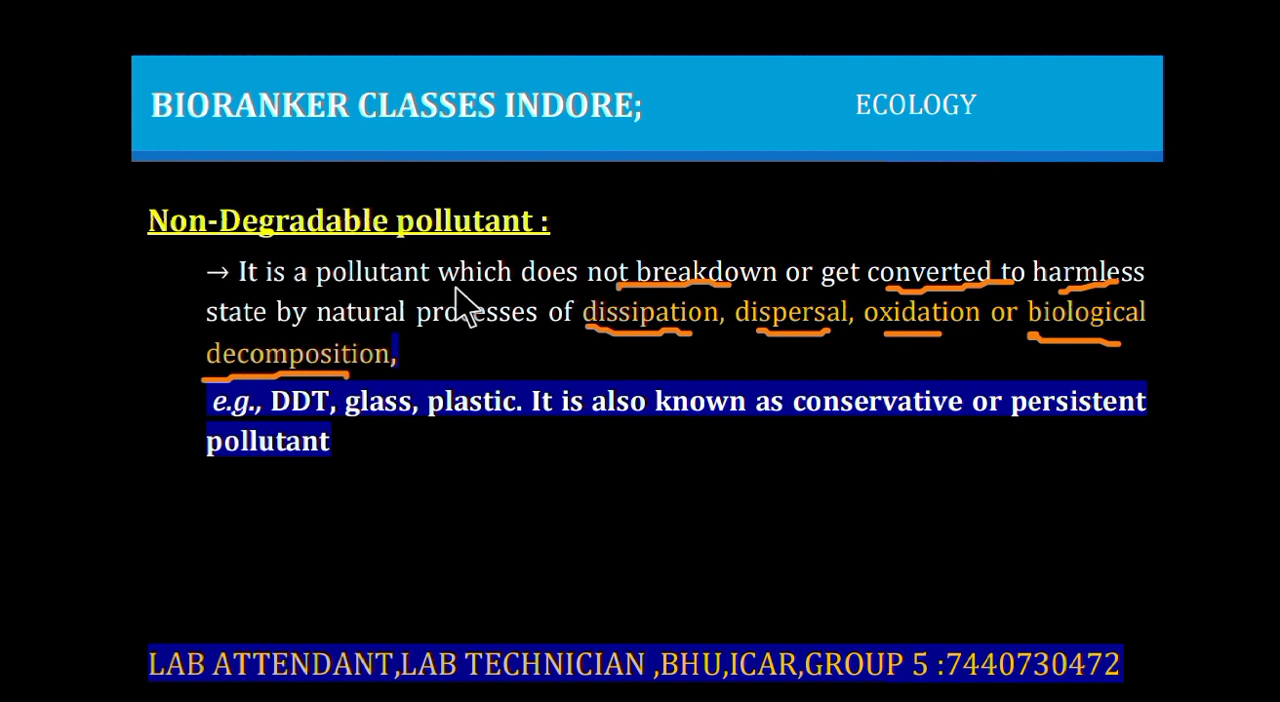 BIORANKER CLASSES INDORE; ECOLOGY
Non-Degradable pollutant :
→ It is a pollutant which does not breakdown or get converted to harmless
state by natural processes of dissipation, dispersal, oxidation or biological
decomposition,
e.g., DDT, glass, plastic. It is also known as conservative or persistent
pollutant
LAB ATTENDANT,LAB TECHNICIAN ,BHU,ICAR,GROUP 5 :7440730472